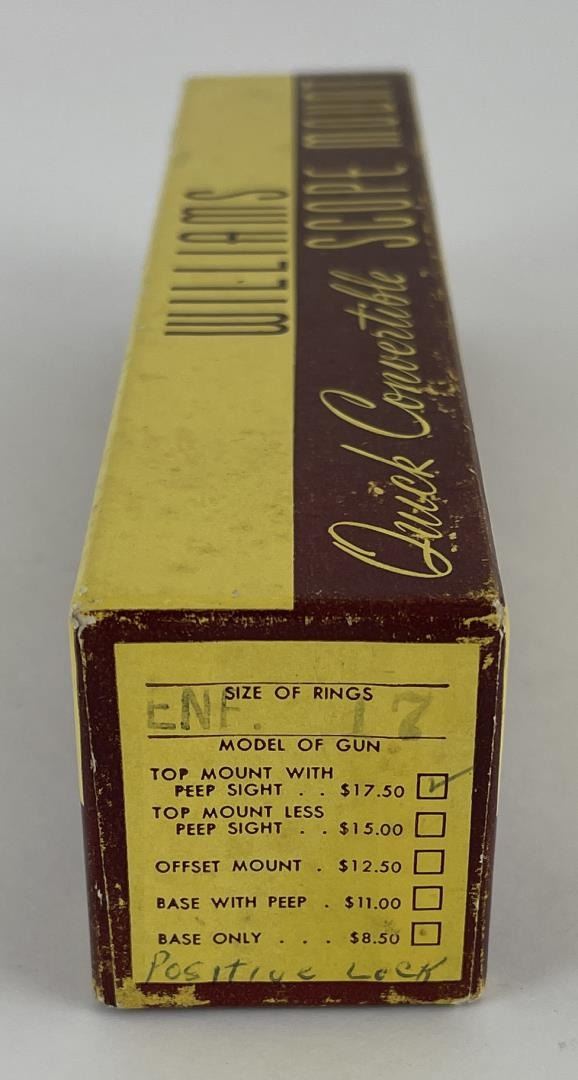 WILLIAMS
Quick Convertible SCOPE MOUNT
SIZE OF RINGS
ENF. 17
MODEL OF GUN
TOP MOUNT WITH
PEEP SIGHT . . $17.50 ✓
TOP MOUNT LESS
PEEP SIGHT . . $15.00
OFFSET MOUNT . $12.50
BASE WITH PEEP . $11.00
BASE ONLY . . . $8.50
Positive Lock